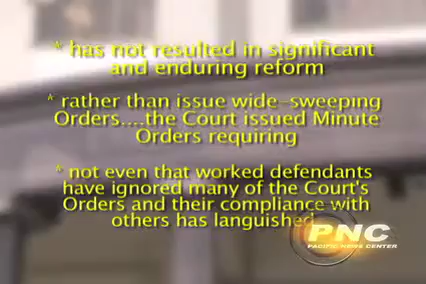 * has not resulted in significant
and enduring reform
* rather than issue wide-sweeping
Orders....the Court issued Minute
Orders requiring
* not even that worked defendants
have ignored many of the Court's
Orders and their compliance with
others has languished...
PNC
PACIFIC NEWS CENTER